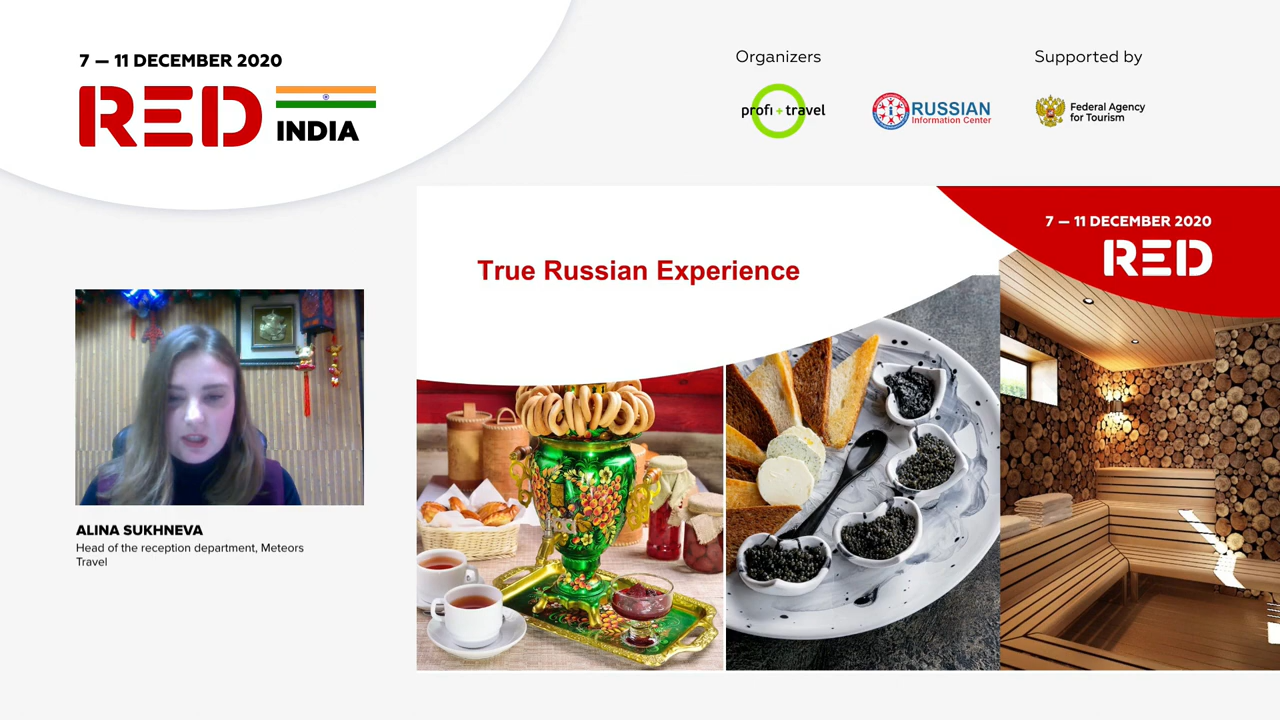 7 — 11 DECEMBER 2020
RED
INDIA
Organizers
profi + travel
RUSSIAN
Information Center
Supported by
Federal Agency
for Tourism
7 — 11 DECEMBER 2020
RED
True Russian Experience
ALINA SUKHNEVA
Head of the reception department, Meteors
Travel